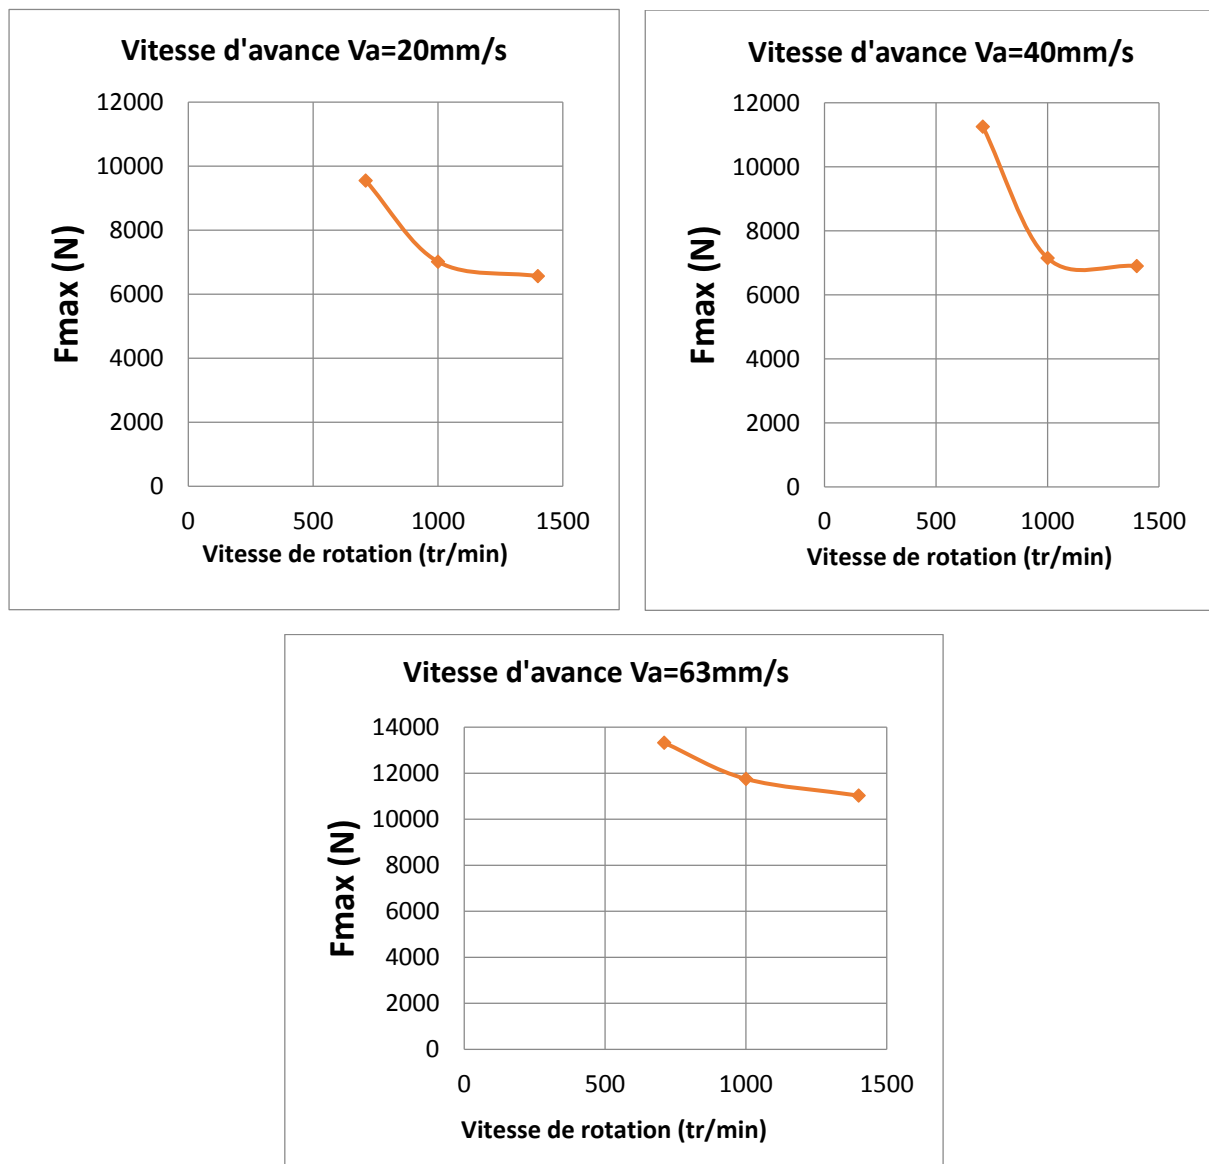 Vitesse d'avance Va=20mm/s
12000
10000
8000
6000
4000
2000
0
Fmax (N)
0 500 1000 1500
Vitesse de rotation (tr/min)
Vitesse d'avance Va=40mm/s
12000
10000
8000
6000
4000
2000
0
Fmax (N)
0 500 1000 1500
Vitesse de rotation (tr/min)
Vitesse d'avance Va=63mm/s
14000
12000
10000
8000
6000
4000
2000
0
Fmax (N)
0 500 1000 1500
Vitesse de rotation (tr/min)